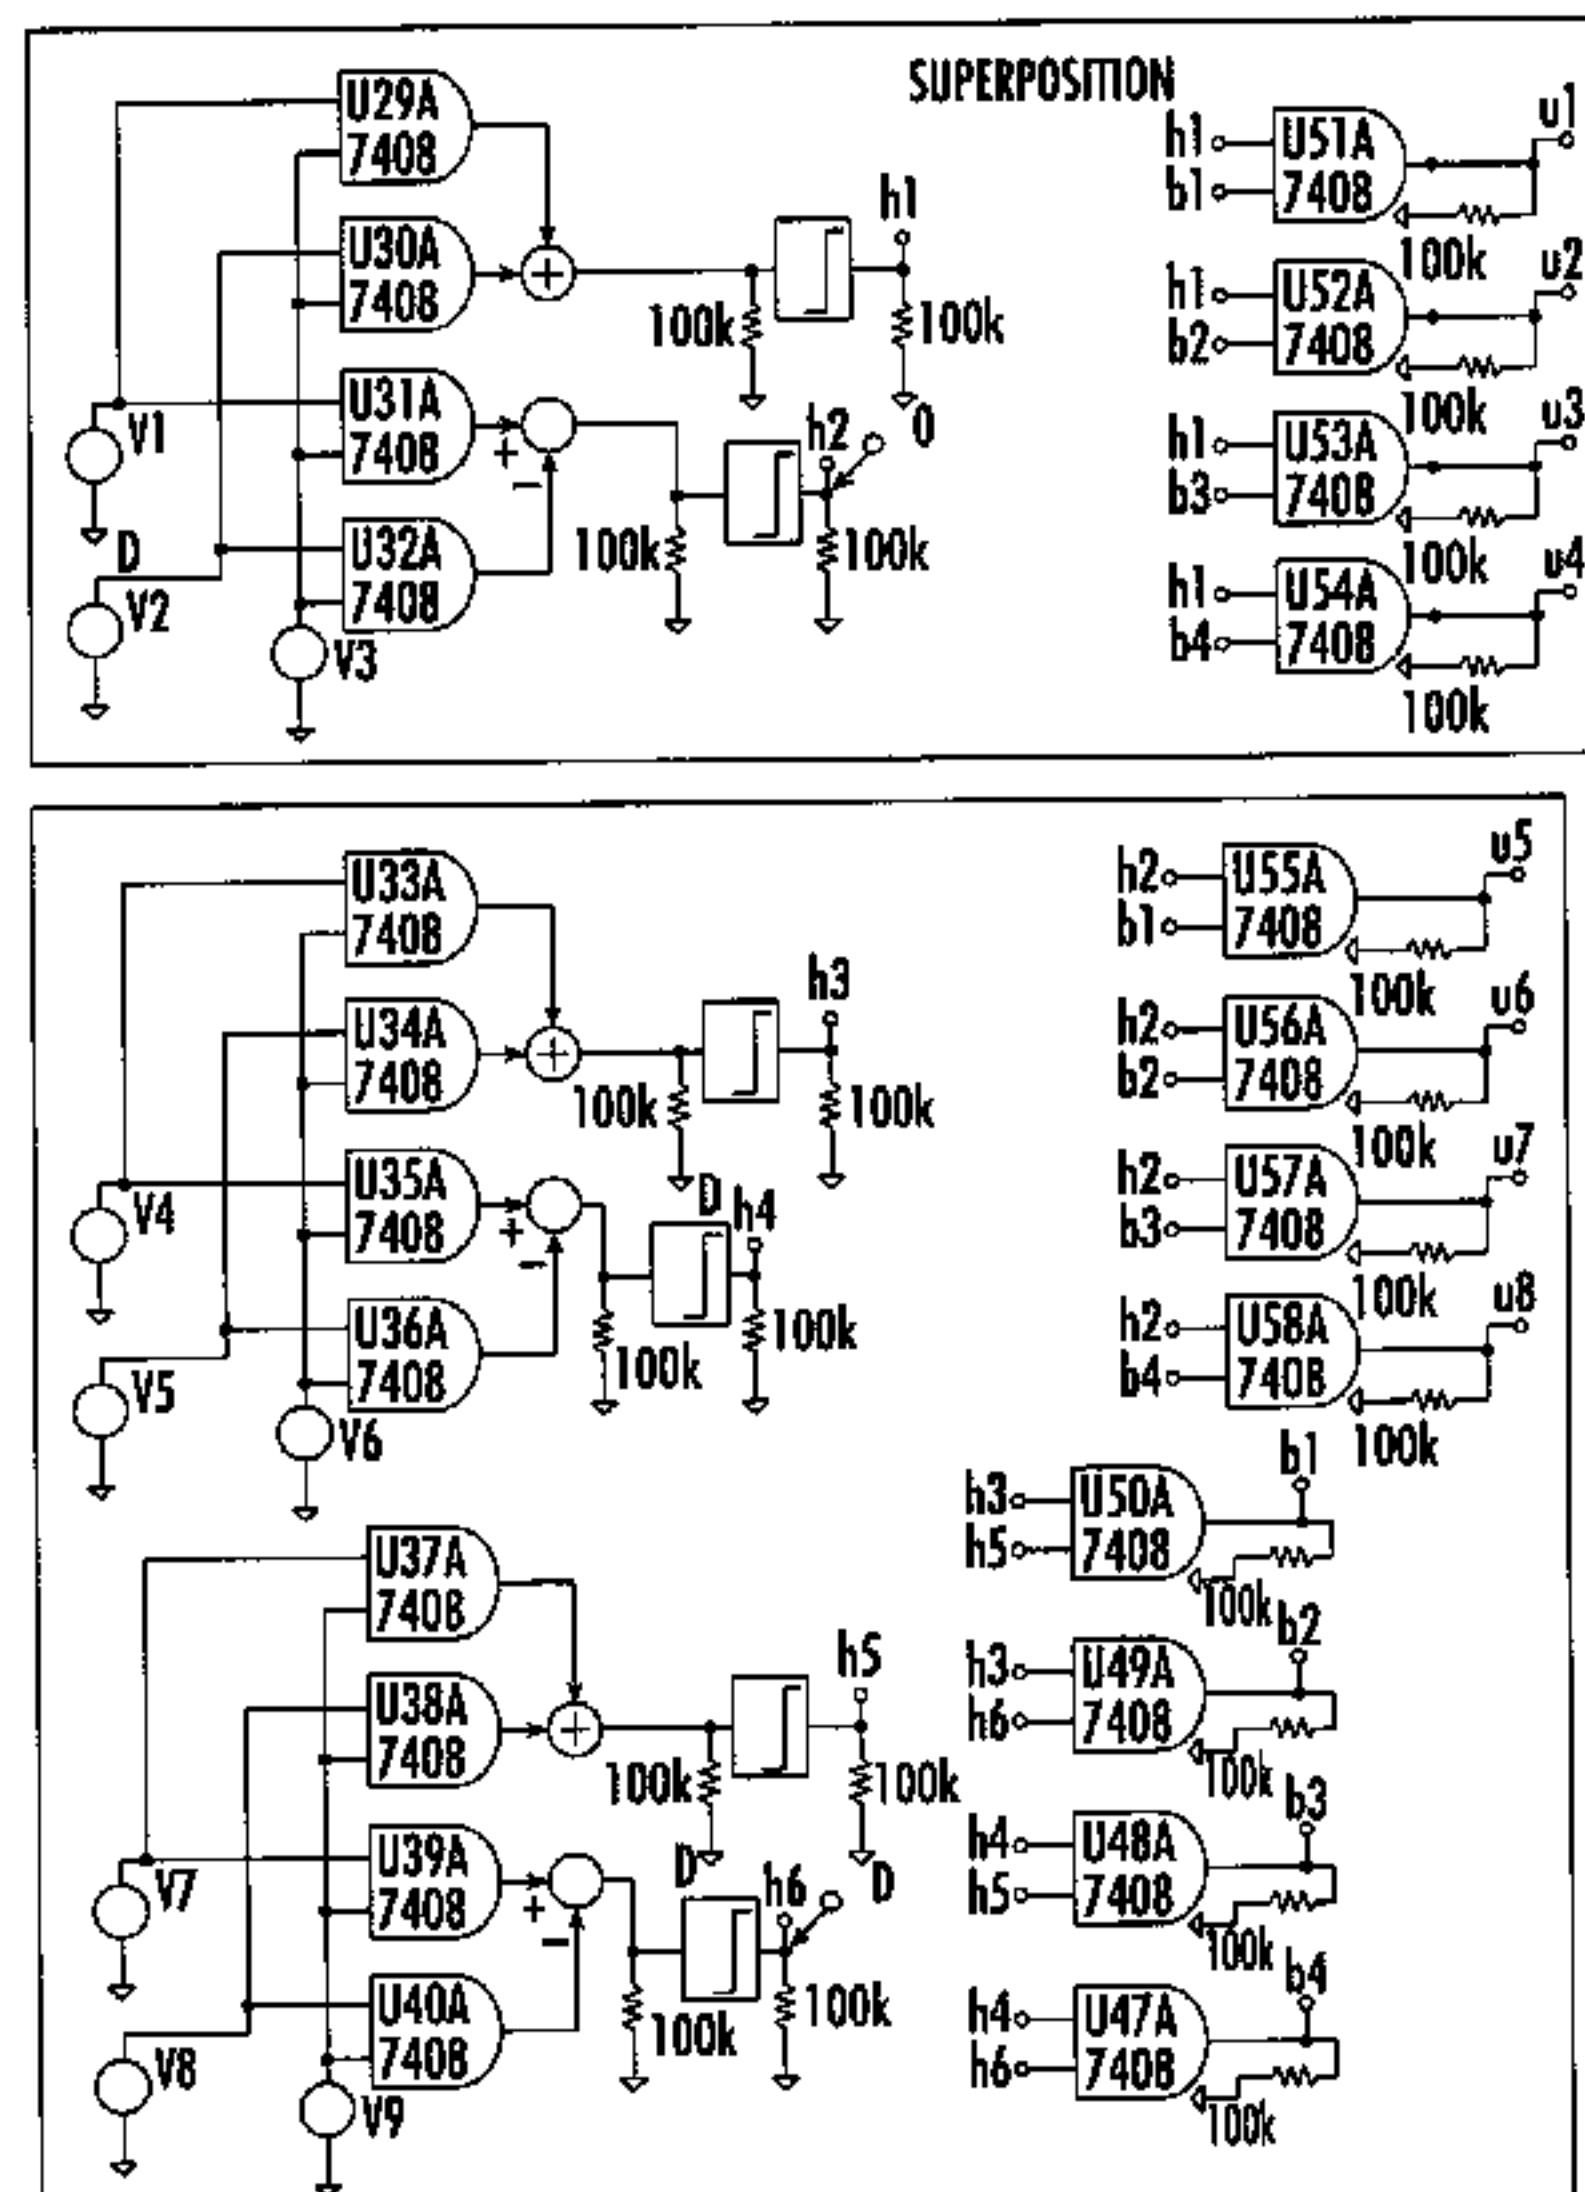 SUPERPOSITION
U29A
7408
U30A
7408
U31A
7408
U32A
7408
V1
D
V2
V3
+
+
−
h1
100k
100k
h2
0
100k
100k
h1
b1
U51A
7408
u1
100k
h1
b2
U52A
7408
u2
100k
h1
b3
U53A
7408
u3
100k
h1
b4
U54A
7408
u4
100k
U33A
7408
U34A
7408
U35A
7408
U36A
7408
V4
V5
V6
+
+
−
h3
100k
100k
D
h4
100k
100k
h2
b1
U55A
7408
u5
100k
h2
b2
U56A
7408
u6
100k
h2
b3
U57A
7408
u7
100k
h2
b4
U58A
7408
u8
100k
U37A
7408
U38A
7408
U39A
7408
U40A
7408
V7
V8
V9
+
+
−
h5
100k
100k
D
D
h6
100k
100k
h3
h5
U50A
7408
b1
100k
h3
h6
U49A
7408
b2
100k
h4
h5
U48A
7408
b3
100k
h4
h6
U47A
7408
b4
100k